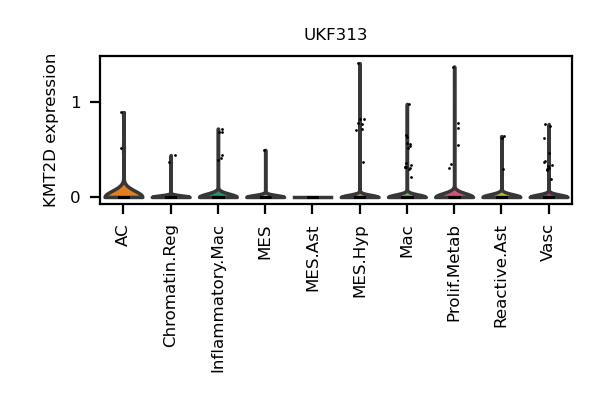 UKF313
KMT2D expression
1
0
AC
Chromatin.Reg
Inflammatory.Mac
MES
MES.Ast
MES.Hyp
Mac
Prolif.Metab
Reactive.Ast
Vasc